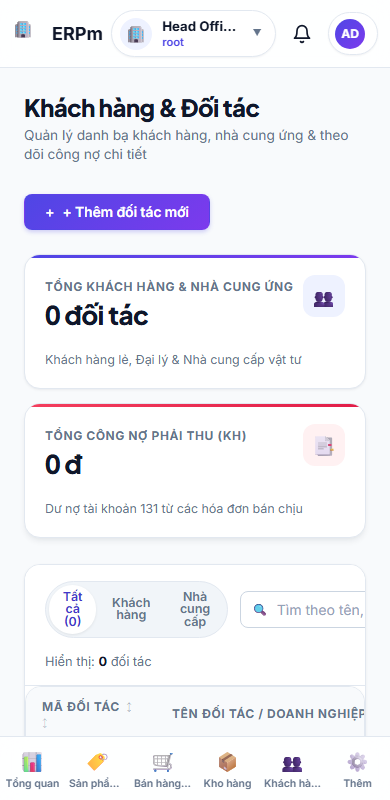 ERPm
Head Offi...
root
AD
Khách hàng & Đối tác
Quản lý danh bạ khách hàng, nhà cung ứng & theo
dõi công nợ chi tiết
+ + Thêm đối tác mới
TỔNG KHÁCH HÀNG & NHÀ CUNG ỨNG
0 đối tác
Khách hàng lẻ, Đại lý & Nhà cung cấp vật tư
TỔNG CÔNG NỢ PHẢI THU (KH)
0 đ
Dư nợ tài khoản 131 từ các hóa đơn bán chịu
Tất
cả
(0)
Khách
hàng
Nhà
cung
cấp
Tìm theo tên,
Hiển thị: 0 đối tác
MÃ ĐỐI TÁC ↕
↕
TÊN ĐỐI TÁC / DOANH NGHIỆP
Tổng quan
Sản phẩ...
Bán hàng...
Kho hàng
Khách hà...
Thêm